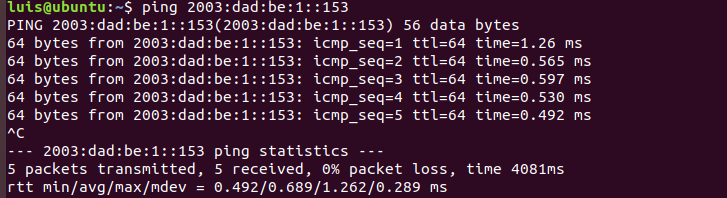 luis@ubuntu:~$ ping 2003:dad:be:1::153
PING 2003:dad:be:1::153(2003:dad:be:1::153) 56 data bytes
64 bytes from 2003:dad:be:1::153: icmp_seq=1 ttl=64 time=1.26 ms
64 bytes from 2003:dad:be:1::153: icmp_seq=2 ttl=64 time=0.565 ms
64 bytes from 2003:dad:be:1::153: icmp_seq=3 ttl=64 time=0.597 ms
64 bytes from 2003:dad:be:1::153: icmp_seq=4 ttl=64 time=0.530 ms
64 bytes from 2003:dad:be:1::153: icmp_seq=5 ttl=64 time=0.492 ms
^C
--- 2003:dad:be:1::153 ping statistics ---
5 packets transmitted, 5 received, 0% packet loss, time 4081ms
rtt min/avg/max/mdev = 0.492/0.689/1.262/0.289 ms